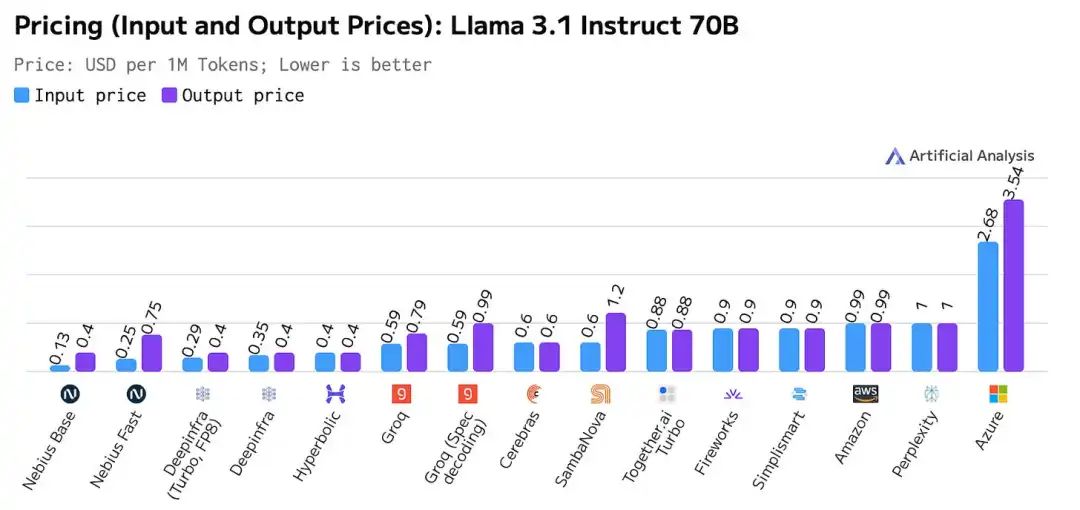 Pricing (Input and Output Prices): Llama 3.1 Instruct 70B
Price: USD per 1M Tokens; Lower is better
Input price Output price
Artificial Analysis
0.13 0.4 0.25 0.75 0.29 0.4 0.35 0.4 0.4 0.4 0.59 0.79 0.59 0.99 0.6 0.6 0.6 1.2 0.88 0.88 0.9 0.9 0.9 0.9 0.99 0.99 1 1 2.68 3.54
aws
Nebius Base
Nebius Fast
Deepinfra
(Turbo, FP8)
Deepinfra
Hyperbolic
Groq
Groq (Spec
decoding)
Cerebras
SambaNova
Together.ai
Turbo
Fireworks
Simplismart
Amazon
Perplexity
Azure